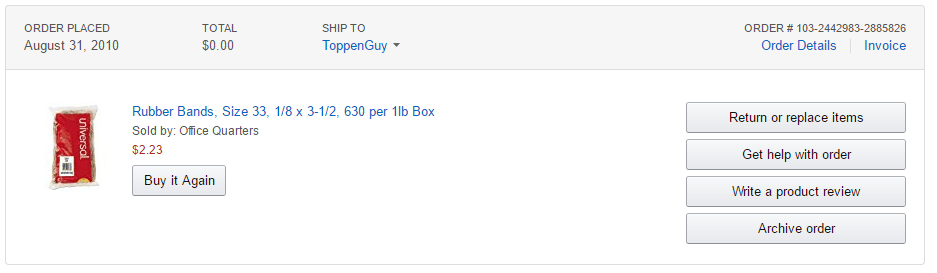 ORDER PLACED
August 31, 2010
TOTAL
$0.00
SHIP TO
ToppenGuy
ORDER # 103-2442983-2885826
Order Details
Invoice
universal
Rubber Bands, Size 33, 1/8 x 3-1/2, 630 per 1lb Box
Sold by: Office Quarters
$2.23
Buy it Again
Return or replace items
Get help with order
Write a product review
Archive order